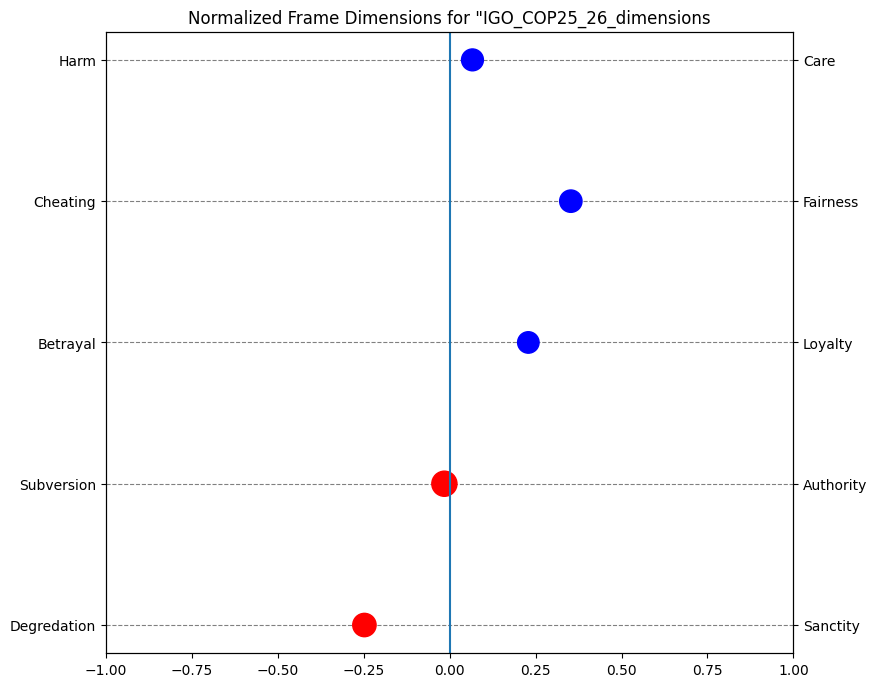 Normalized Frame Dimensions for "IGO_COP25_26_dimensions
Harm Care
Cheating Fairness
Betrayal Loyalty
Subversion Authority
Degredation Sanctity
−1.00 −0.75 −0.50 −0.25 0.00 0.25 0.50 0.75 1.00